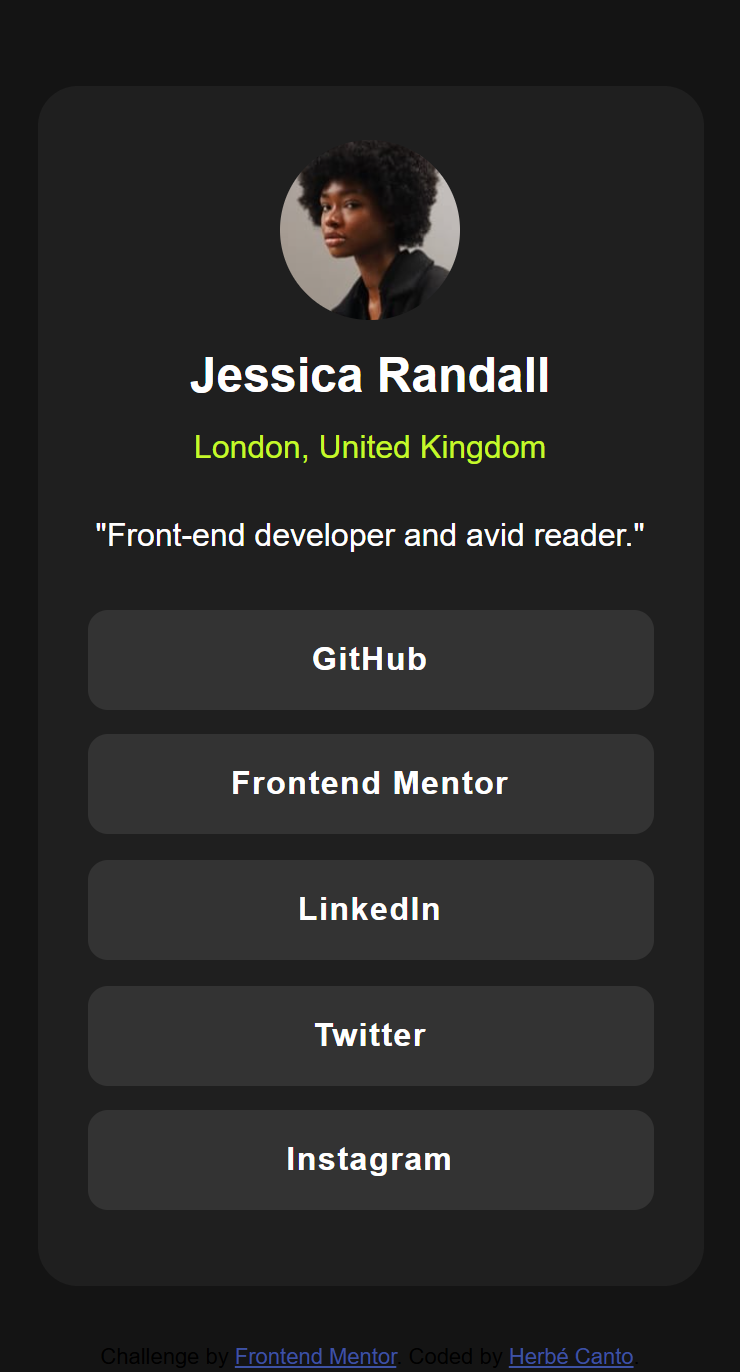 Jessica Randall
London, United Kingdom
"Front-end developer and avid reader."
GitHub
Frontend Mentor
LinkedIn
Twitter
Instagram
Challenge by Frontend Mentor. Coded by Herbé Canto.